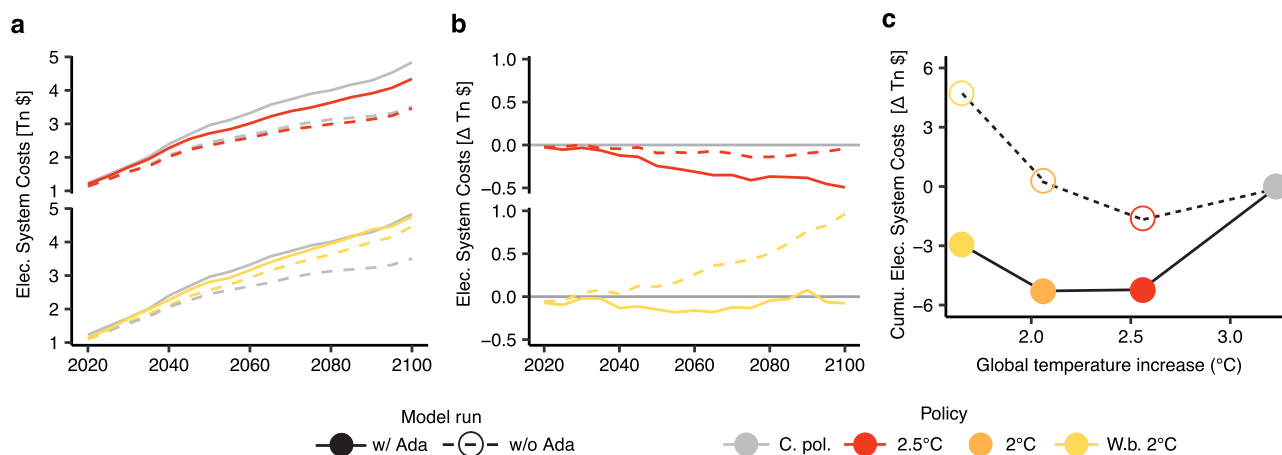 a
b
c
Elec. System Costs [Tn $]
5
4
3
2
1
5
4
3
2
1
2020
2040
2060
2080
2100
Elec. System Costs [Δ Tn $]
1.0
0.5
0.0
−0.5
1.0
0.5
0.0
−0.5
2020
2040
2060
2080
2100
Cumu. Elec. System Costs [Δ Tn $]
6
3
0
−3
−6
2.0
2.5
3.0
Global temperature increase (°C)
Model run
w/ Ada
w/o Ada
Policy
C. pol.
2.5°C
2°C
W.b. 2°C